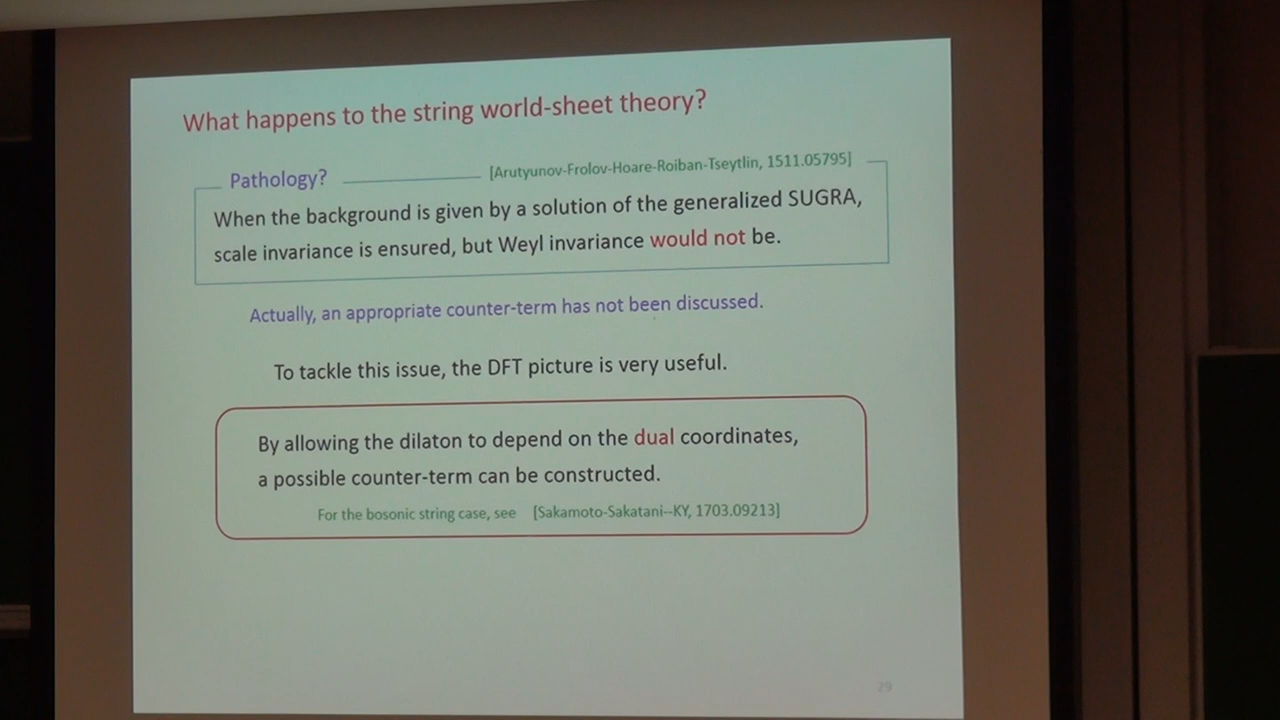 What happens to the string world-sheet theory?
Pathology?
[Arutyunov-Frolov-Hoare-Roiban-Tseytlin, 1511.05795]
When the background is given by a solution of the generalized SUGRA,
scale invariance is ensured, but Weyl invariance would not be.
Actually, an appropriate counter-term has not been discussed.
To tackle this issue, the DFT picture is very useful.
By allowing the dilaton to depend on the dual coordinates,
a possible counter-term can be constructed.
For the bosonic string case, see [Sakamoto-Sakatani--KY, 1703.09213]
29